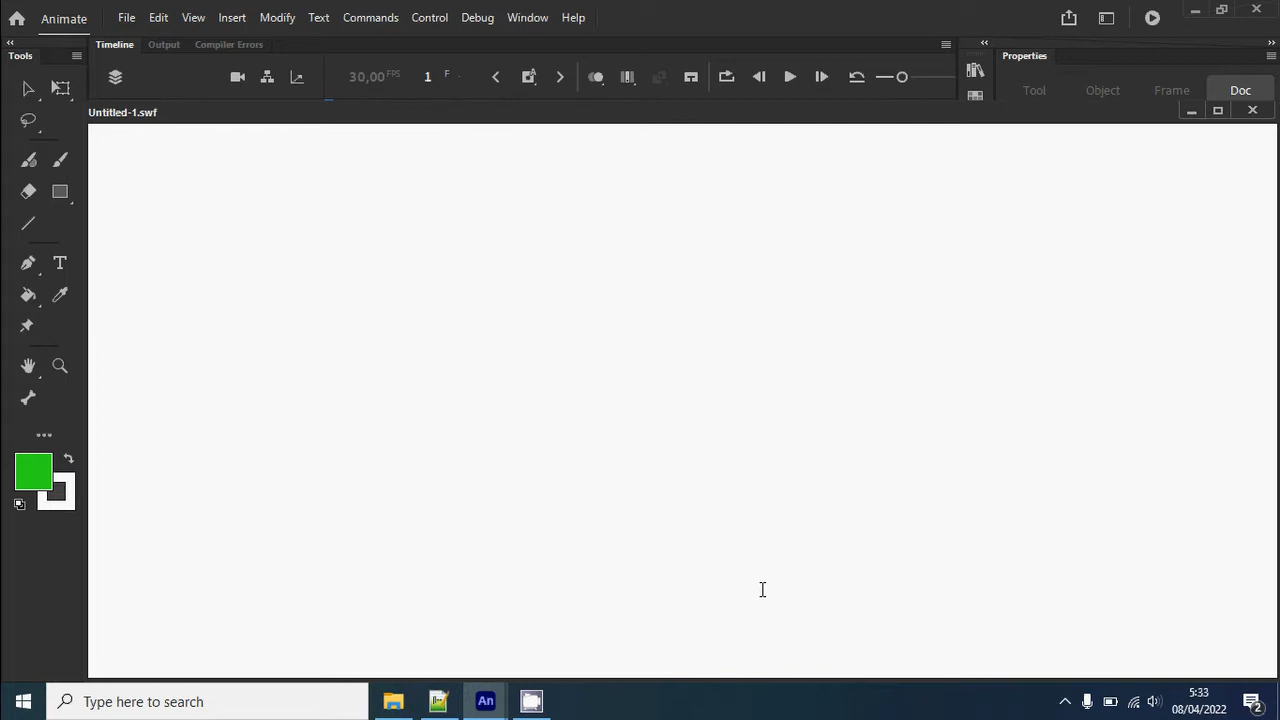 Animate File Edit View Insert Modify Text Commands Control Debug Window Help
Timeline Output Compiler Errors
Tools Properties
30,00 FPS 1 F
Tool Object Frame Doc
Untitled-1.swf
T
An
Type here to search
5:33
08/04/2022
2